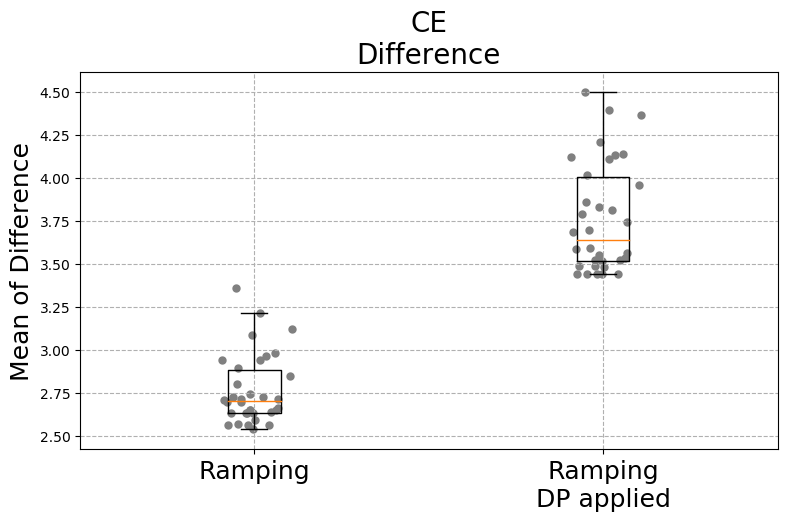 CE
Difference
Mean of Difference
4.50
4.25
4.00
3.75
3.50
3.25
3.00
2.75
2.50
Ramping
Ramping
DP applied